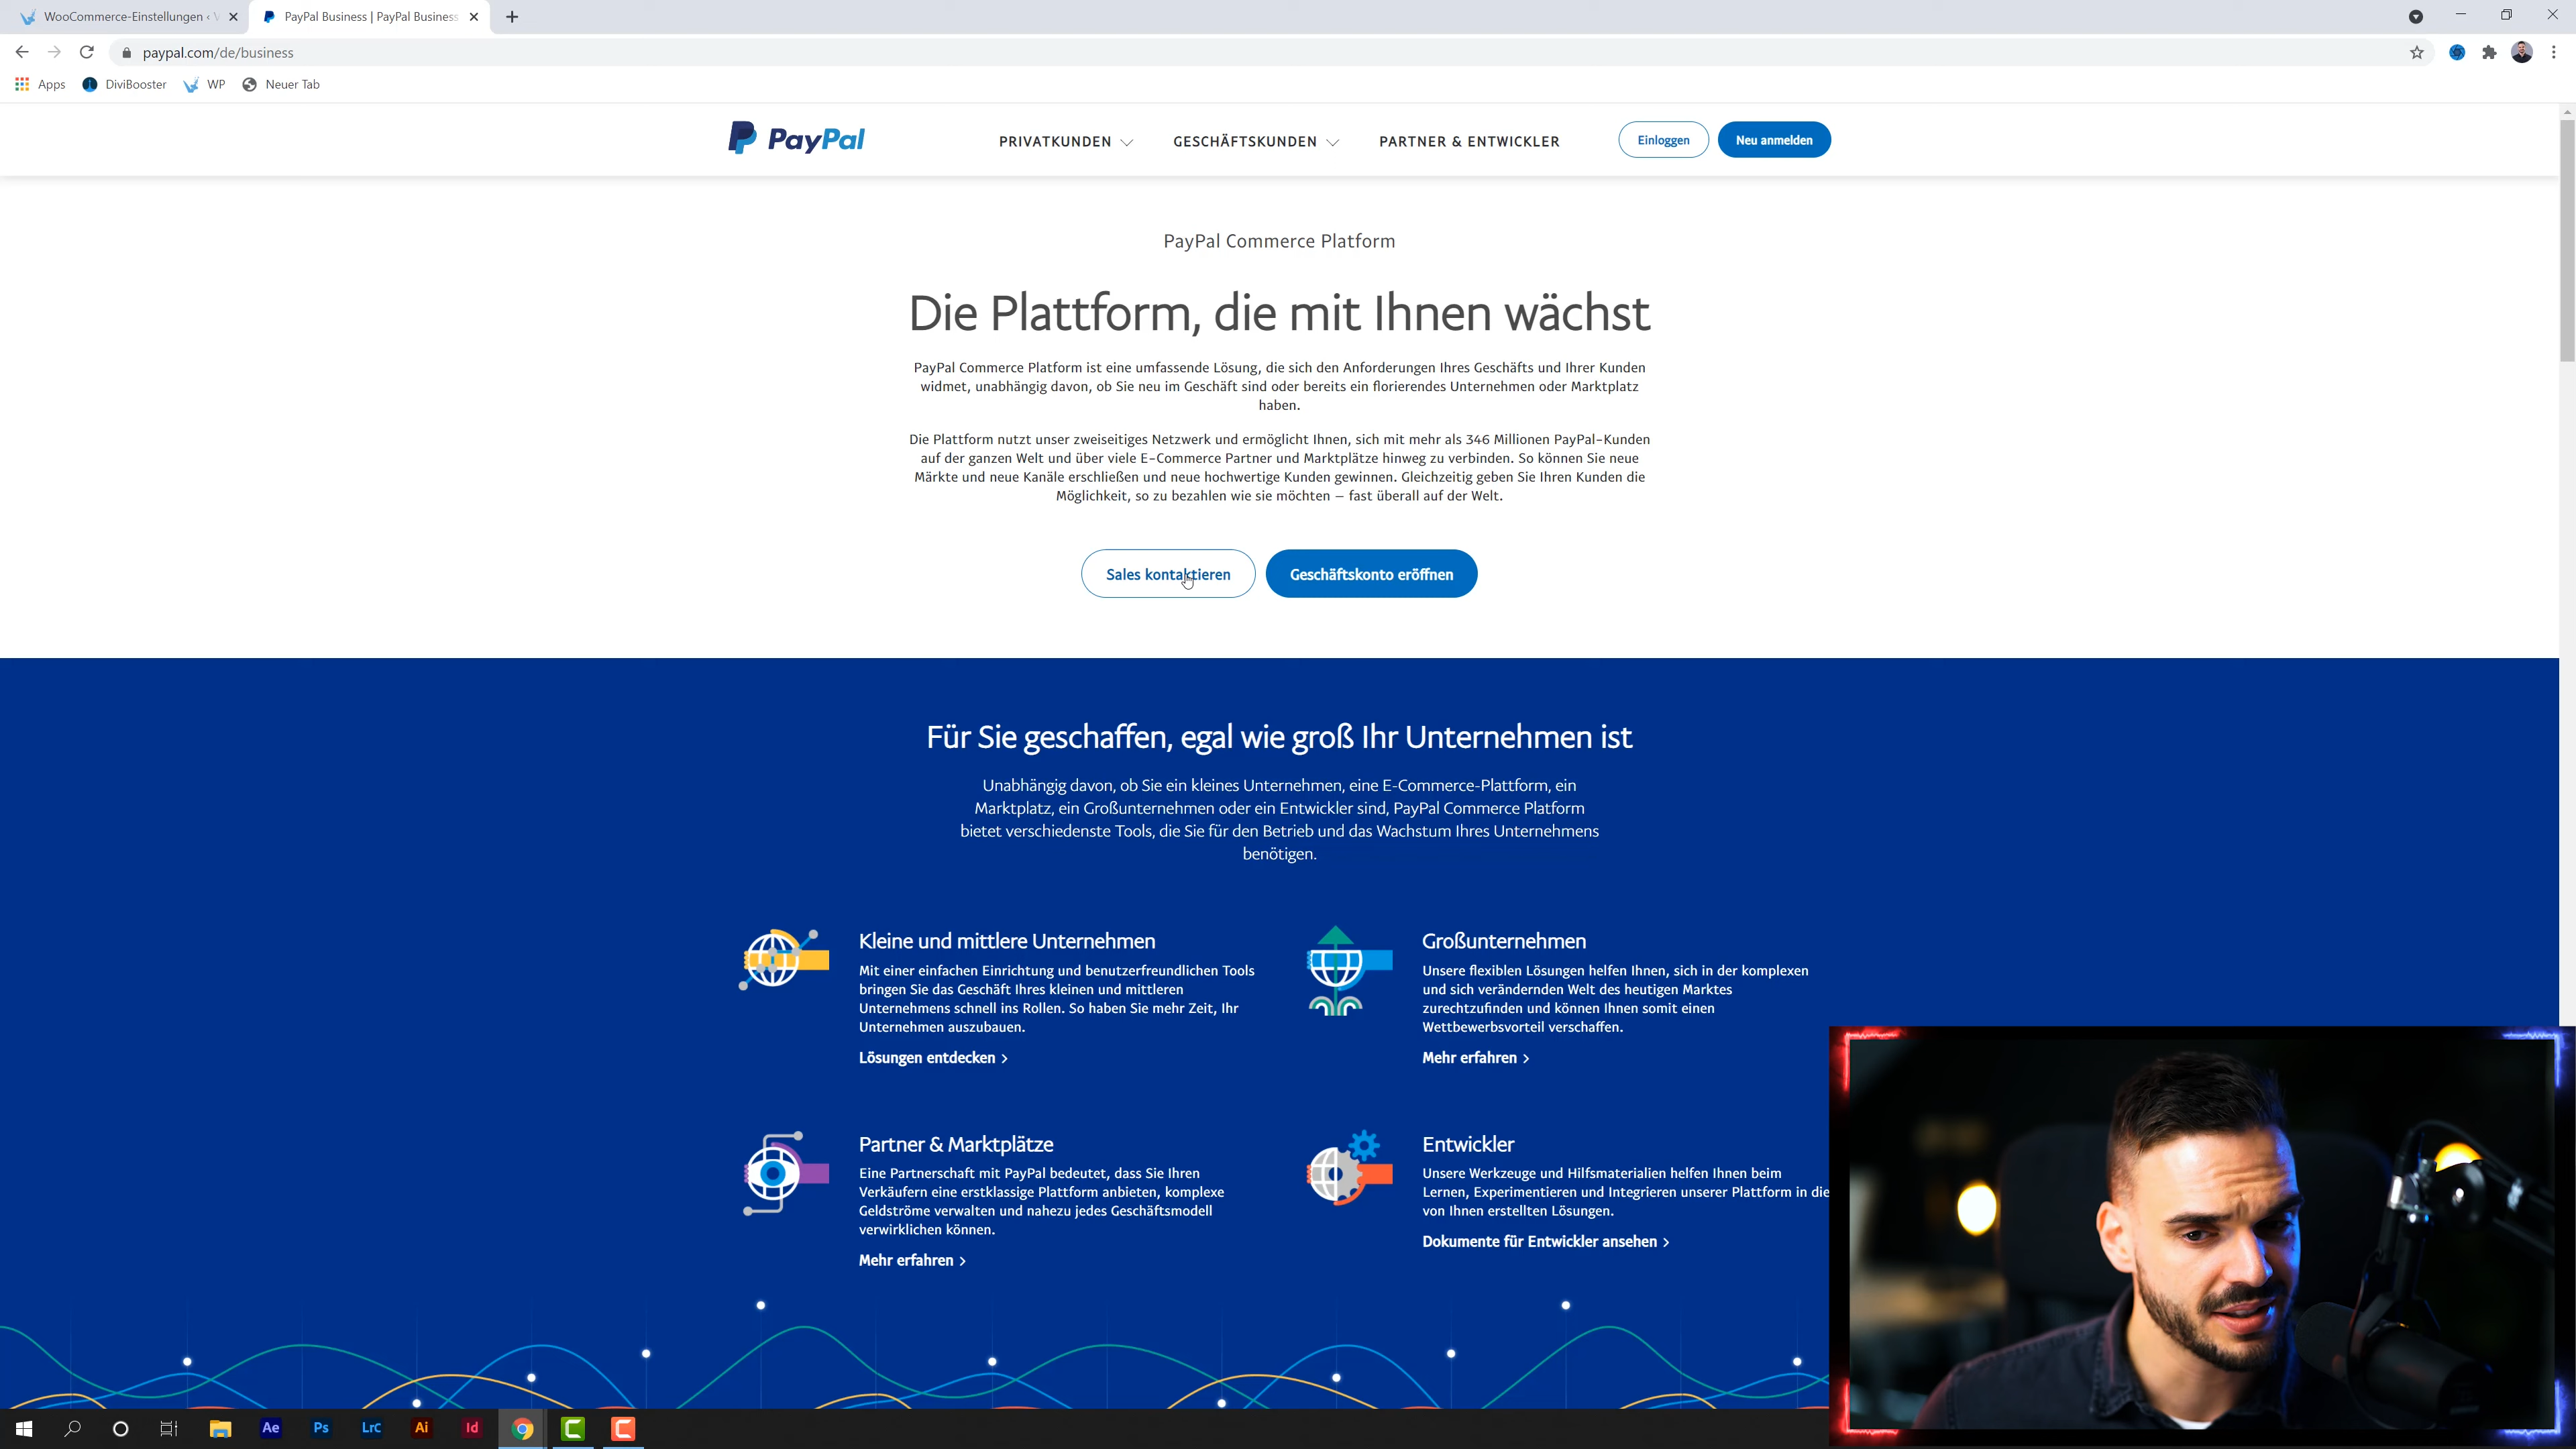 WooCommerce-Einstellungen ‹
PayPal Business | PayPal Business
paypal.com/de/business
Apps
DiviBooster
WP
Neuer Tab
PayPal
PRIVATKUNDEN
GESCHÄFTSKUNDEN
PARTNER & ENTWICKLER
Einloggen
Neu anmelden
PayPal Commerce Platform
Die Plattform, die mit Ihnen wächst
PayPal Commerce Platform ist eine umfassende Lösung, die sich den Anforderungen Ihres Geschäfts und Ihrer Kunden
widmet, unabhängig davon, ob Sie neu im Geschäft sind oder bereits ein florierendes Unternehmen oder Marktplatz
haben.
Die Plattform nutzt unser zweiseitiges Netzwerk und ermöglicht Ihnen, sich mit mehr als 346 Millionen PayPal-Kunden
auf der ganzen Welt und über viele E-Commerce Partner und Marktplätze hinweg zu verbinden. So können Sie neue
Märkte und neue Kanäle erschließen und neue hochwertige Kunden gewinnen. Gleichzeitig geben Sie Ihren Kunden die
Möglichkeit, so zu bezahlen wie sie möchten – fast überall auf der Welt.
Sales kontaktieren
Geschäftskonto eröffnen
Für Sie geschaffen, egal wie groß Ihr Unternehmen ist
Unabhängig davon, ob Sie ein kleines Unternehmen, eine E-Commerce-Plattform, ein
Marktplatz, ein Großunternehmen oder ein Entwickler sind, PayPal Commerce Platform
bietet verschiedenste Tools, die Sie für den Betrieb und das Wachstum Ihres Unternehmens
benötigen.
Kleine und mittlere Unternehmen
Mit einer einfachen Einrichtung und benutzerfreundlichen Tools
bringen Sie das Geschäft Ihres kleinen und mittleren
Unternehmens schnell ins Rollen. So haben Sie mehr Zeit, Ihr
Unternehmen auszubauen.
Lösungen entdecken >
Großunternehmen
Unsere flexiblen Lösungen helfen Ihnen, sich in der komplexen
und sich verändernden Welt des heutigen Marktes
zurechtzufinden und können Ihnen somit einen
Wettbewerbsvorteil verschaffen.
Mehr erfahren >
Partner & Marktplätze
Eine Partnerschaft mit PayPal bedeutet, dass Sie Ihren
Verkäufern eine erstklassige Plattform anbieten, komplexe
Geldströme verwalten und nahezu jedes Geschäftsmodell
verwirklichen können.
Mehr erfahren >
Entwickler
Unsere Werkzeuge und Hilfsmaterialien helfen Ihnen beim
Lernen, Experimentieren und Integrieren unserer Plattform in die
von Ihnen erstellten Lösungen.
Dokumente für Entwickler ansehen >
Ae
Ps
LrC
Ai
Id